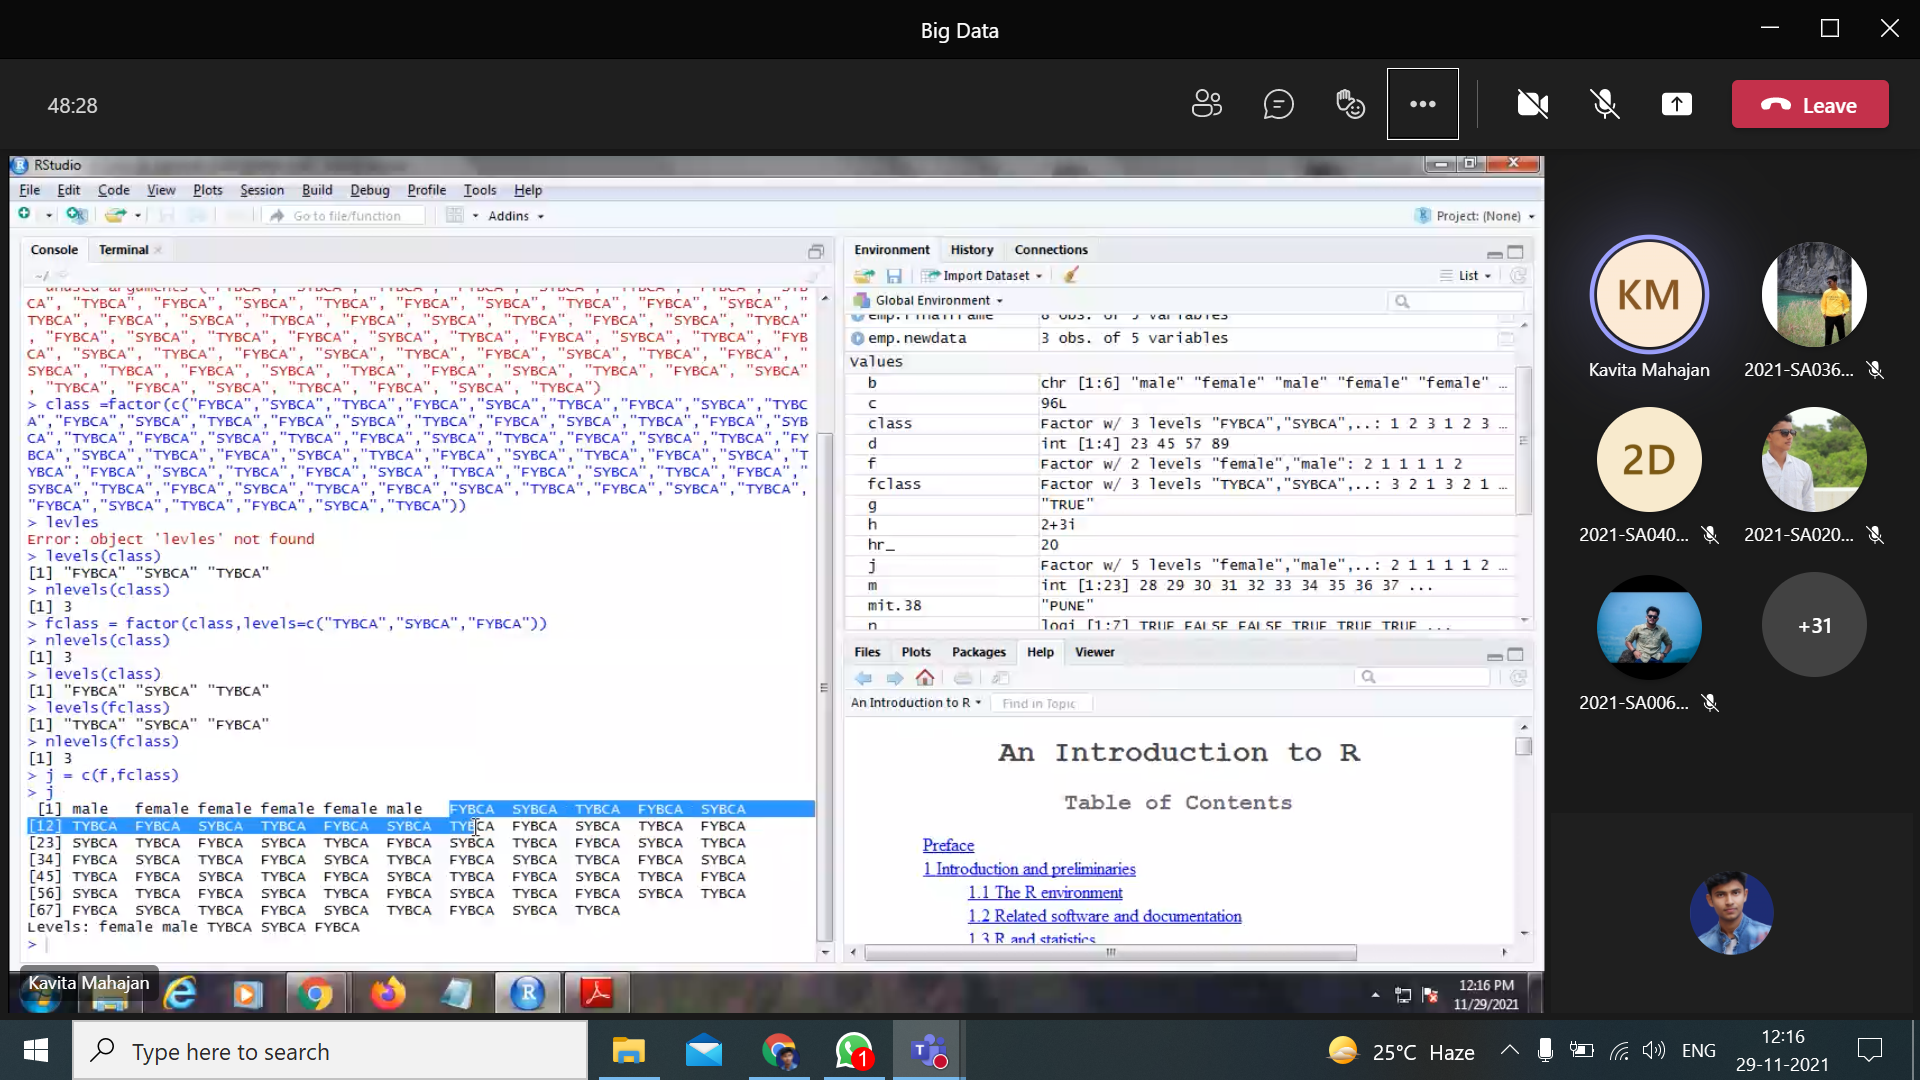 Big Data
48:28
Leave
RStudio
File Edit Code View Plots Session Build Debug Profile Tools Help
Go to file/function
Addins
Project: (None)
Console Terminal
CA", "TYBCA", "FYBCA", "SYBCA", "TYBCA", "FYBCA", "SYBCA", "TYBCA", "FYBCA", "SYBCA", "
TYBCA", "FYBCA", "SYBCA", "TYBCA", "FYBCA", "SYBCA", "TYBCA", "FYBCA", "SYBCA", "TYBCA"
, "FYBCA", "SYBCA", "TYBCA", "FYBCA", "SYBCA", "TYBCA", "FYBCA", "SYBCA", "TYBCA", "FYB
CA", "SYBCA", "TYBCA", "FYBCA", "SYBCA", "TYBCA", "FYBCA", "SYBCA", "TYBCA", "FYBCA", "
SYBCA", "TYBCA", "FYBCA", "SYBCA", "TYBCA", "FYBCA", "SYBCA", "TYBCA", "FYBCA", "SYBCA"
, "TYBCA", "FYBCA", "SYBCA", "TYBCA", "FYBCA", "SYBCA", "TYBCA")
> class =factor(c("FYBCA","SYBCA","TYBCA","FYBCA","SYBCA","TYBCA","FYBCA","SYBCA","TYBC
A","FYBCA","SYBCA","TYBCA","FYBCA","SYBCA","TYBCA","FYBCA","SYBCA","TYBCA","FYBCA","SYB
CA","TYBCA","FYBCA","SYBCA","TYBCA","FYBCA","SYBCA","TYBCA","FYBCA","SYBCA","TYBCA","FY
BCA","SYBCA","TYBCA","FYBCA","SYBCA","TYBCA","FYBCA","SYBCA","TYBCA","FYBCA","SYBCA","T
YBCA","FYBCA","SYBCA","TYBCA","FYBCA","SYBCA","TYBCA","FYBCA","SYBCA","TYBCA","FYBCA","
SYBCA","TYBCA","FYBCA","SYBCA","TYBCA","FYBCA","SYBCA","TYBCA","FYBCA","SYBCA","TYBCA",
"FYBCA","SYBCA","TYBCA","FYBCA","SYBCA","TYBCA"))
> levles
Error: object 'levles' not found
> levels(class)
[1] "FYBCA" "SYBCA" "TYBCA"
> nlevels(class)
[1] 3
> fclass = factor(class,levels=c("TYBCA","SYBCA","FYBCA"))
> nlevels(class)
[1] 3
> levels(class)
[1] "FYBCA" "SYBCA" "TYBCA"
> levels(fclass)
[1] "TYBCA" "SYBCA" "FYBCA"
> nlevels(fclass)
[1] 3
> j = c(f,fclass)
> j
[1] male female female female female male FYBCA SYBCA TYBCA FYBCA SYBCA
[12] TYBCA FYBCA SYBCA TYBCA FYBCA SYBCA TYBCA FYBCA SYBCA TYBCA FYBCA
[23] SYBCA TYBCA FYBCA SYBCA TYBCA FYBCA SYBCA TYBCA FYBCA SYBCA TYBCA
[34] FYBCA SYBCA TYBCA FYBCA SYBCA TYBCA FYBCA SYBCA TYBCA FYBCA SYBCA
[45] TYBCA FYBCA SYBCA TYBCA FYBCA SYBCA TYBCA FYBCA SYBCA TYBCA FYBCA
[56] SYBCA TYBCA FYBCA SYBCA TYBCA FYBCA SYBCA TYBCA FYBCA SYBCA TYBCA
[67] FYBCA SYBCA TYBCA FYBCA SYBCA TYBCA FYBCA SYBCA TYBCA
Levels: female male TYBCA SYBCA FYBCA
>
Environment History Connections
Import Dataset
List
Global Environment
emp.newdata 3 obs. of 5 variables
Values
b chr [1:6] "male" "female" "male" "female" "female" ...
c 96L
class Factor w/ 3 levels "FYBCA","SYBCA",..: 1 2 3 1 2 3 ...
d int [1:4] 23 45 57 89
f Factor w/ 2 levels "female","male": 2 1 1 1 1 2
fclass Factor w/ 3 levels "TYBCA","SYBCA",..: 3 2 1 3 2 1 ...
g "TRUE"
h 2+3i
hr_ 20
j Factor w/ 5 levels "female","male",..: 2 1 1 1 1 2 ...
m int [1:23] 28 29 30 31 32 33 34 35 36 37 ...
mit.38 "PUNE"
n logi [1:7] TRUE FALSE FALSE TRUE TRUE TRUE ...
Files Plots Packages Help Viewer
An Introduction to R
Find in Topic
An Introduction to R
Table of Contents
Preface
1 Introduction and preliminaries
1.1 The R environment
1.2 Related software and documentation
1.3 R and statistics
Kavita Mahajan
12:16 PM
11/29/2021
KM
Kavita Mahajan
2021-SA036...
2D
2021-SA040...
2021-SA020...
2021-SA006...
+31
Type here to search
1
25°C Haze
ENG
12:16
29-11-2021